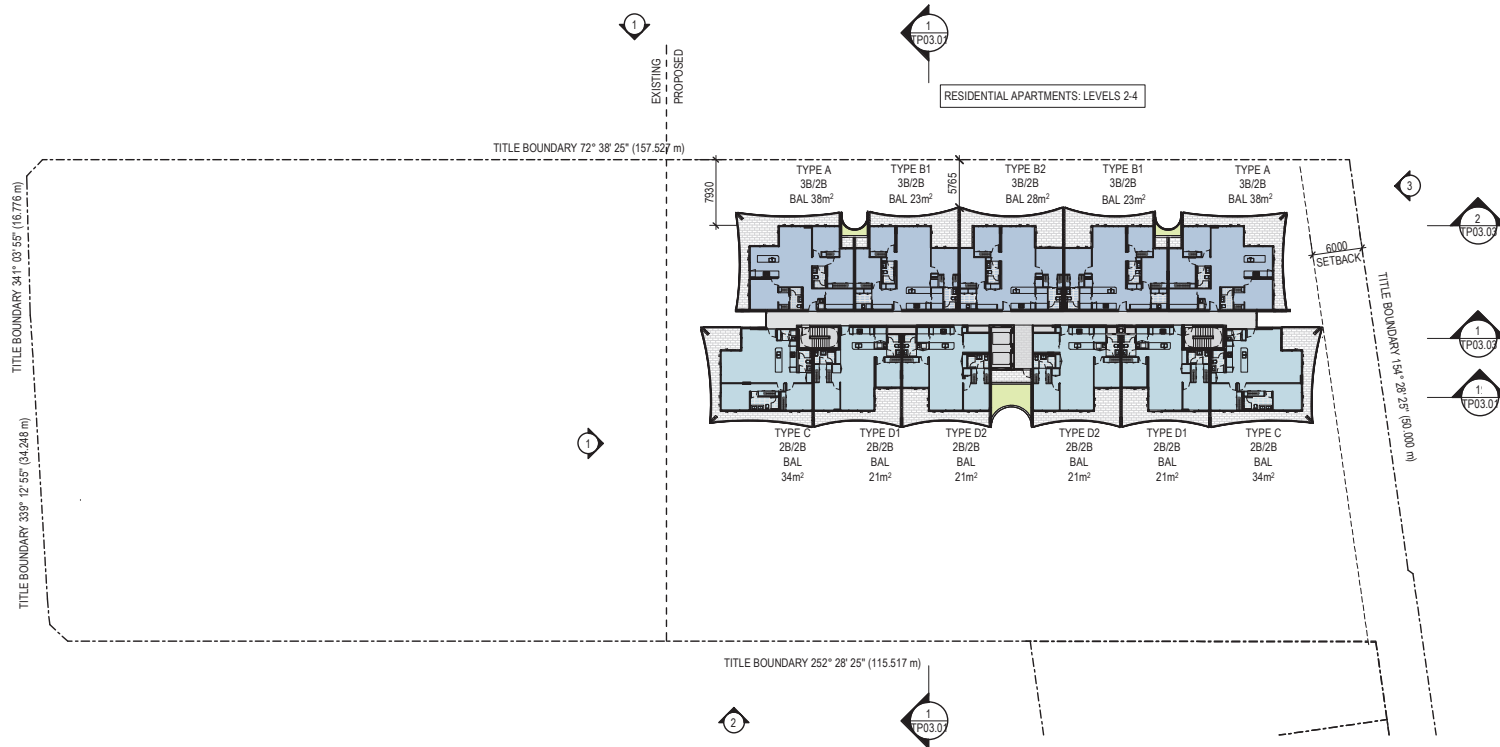 1
1
TP03.01
EXISTING
PROPOSED
RESIDENTIAL APARTMENTS: LEVELS 2-4
TITLE BOUNDARY 72° 38' 25" (157.527 m)
TITLE BOUNDARY 341° 03' 55" (16.776 m)
TITLE BOUNDARY 339° 12' 55" (34.248 m)
7930
5765
TYPE A
3B/2B
BAL 38m²
TYPE B1
3B/2B
BAL 23m²
TYPE B2
3B/2B
BAL 28m²
TYPE B1
3B/2B
BAL 23m²
TYPE A
3B/2B
BAL 38m²
3
2
TP03.03
6000
SETBACK
TITLE BOUNDARY 154° 28' 25" (50.000 m)
1
TP03.03
1
TP03.01
1
TYPE C
2B/2B
BAL
34m²
TYPE D1
2B/2B
BAL
21m²
TYPE D2
2B/2B
BAL
21m²
TYPE D2
2B/2B
BAL
21m²
TYPE D1
2B/2B
BAL
21m²
TYPE C
2B/2B
BAL
34m²
TITLE BOUNDARY 252° 28' 25" (115.517 m)
2
1
TP03.01